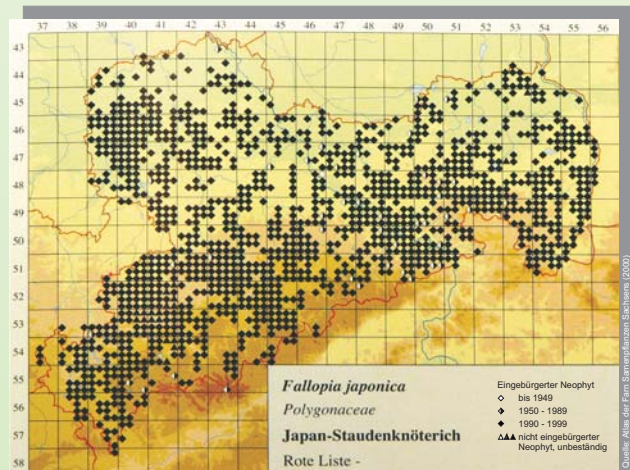 37 38 39 40 41 42 43 44 45 46 47 48 49 50 51 52 53 54 55 56
43
44
45
46
47
48
49
50
51
52
53
54
55
56
57
58
Fallopia japonica
Polygonaceae
Japan-Staudenknöterich
Rote Liste -
Eingebürgerter Neophyt
bis 1949
1950 - 1989
1990 - 1999
nicht eingebürgerter
Neophyt, unbeständig
Quelle: Atlas der Farn Samenpflanzen Sachsens (2000)